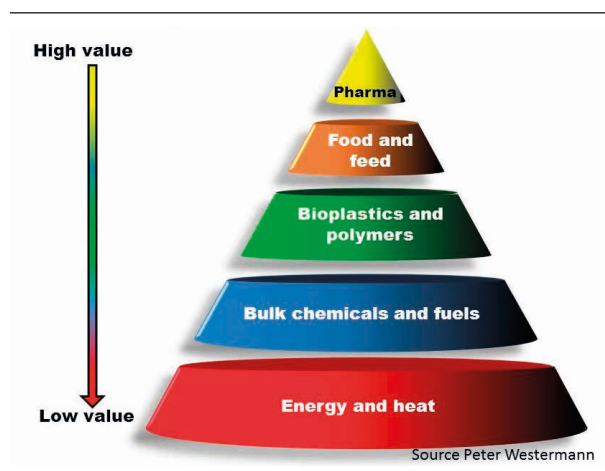 High value
Pharma
Food and
feed
Bioplastics and
polymers
Bulk chemicals and fuels
Energy and heat
Low value
Source Peter Westermann